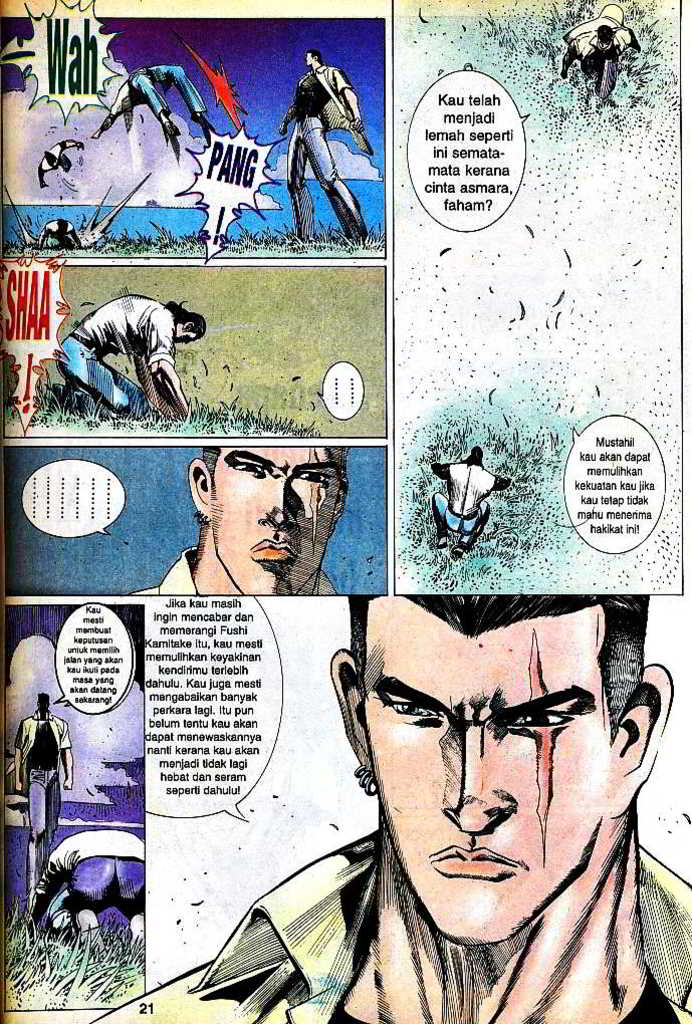 Wah
PANG
!
SHAA
!
......
Kau telah
menjadi
lemah seperti
ini semata-
mata kerana
cinta asmara,
faham?
Mustahil
kau akan dapat
memulihkan
kekuatan kau jika
kau tetap tidak
mahu menerima
hakikat ini!
Kau
mesti
membuat
keputusan
untuk memilih
jalan yang akan
kau ikuti pada
masa yang
akan datang
sekarang!
Jika kau masih
ingin mencabar dan
memerangi Fushi
Kamitake itu, kau mesti
memulihkan keyakinan
kendirimu terlebih
dahulu. Kau juga mesti
mengabaikan banyak
perkara lagi. Itu pun
belum tentu kau akan
dapat menewaskannya
nanti kerana kau akan
menjadi tidak lagi
hebat dan seram
seperti dahulu!
21